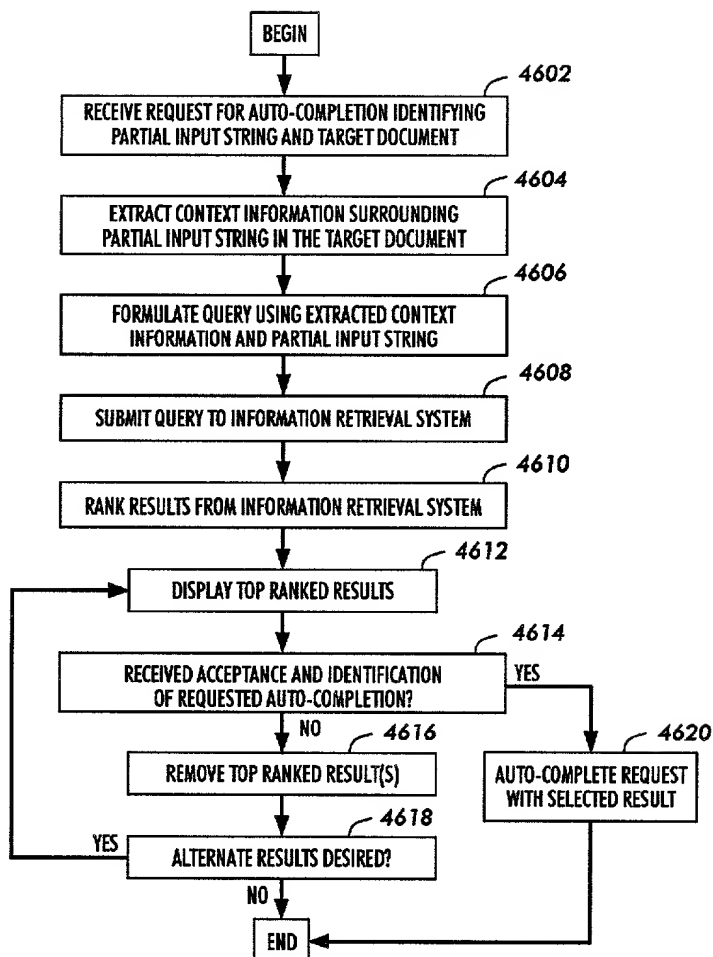 BEGIN
4602
RECEIVE REQUEST FOR AUTO-COMPLETION IDENTIFYING
PARTIAL INPUT STRING AND TARGET DOCUMENT
4604
EXTRACT CONTEXT INFORMATION SURROUNDING
PARTIAL INPUT STRING IN THE TARGET DOCUMENT
4606
FORMULATE QUERY USING EXTRACTED CONTEXT
INFORMATION AND PARTIAL INPUT STRING
4608
SUBMIT QUERY TO INFORMATION RETRIEVAL SYSTEM
4610
RANK RESULTS FROM INFORMATION RETRIEVAL SYSTEM
4612
DISPLAY TOP RANKED RESULTS
4614
RECEIVED ACCEPTANCE AND IDENTIFICATION
OF REQUESTED AUTO-COMPLETION?
YES
NO
4616
REMOVE TOP RANKED RESULT(S)
4620
AUTO-COMPLETE REQUEST
WITH SELECTED RESULT
4618
YES
ALTERNATE RESULTS DESIRED?
NO
END